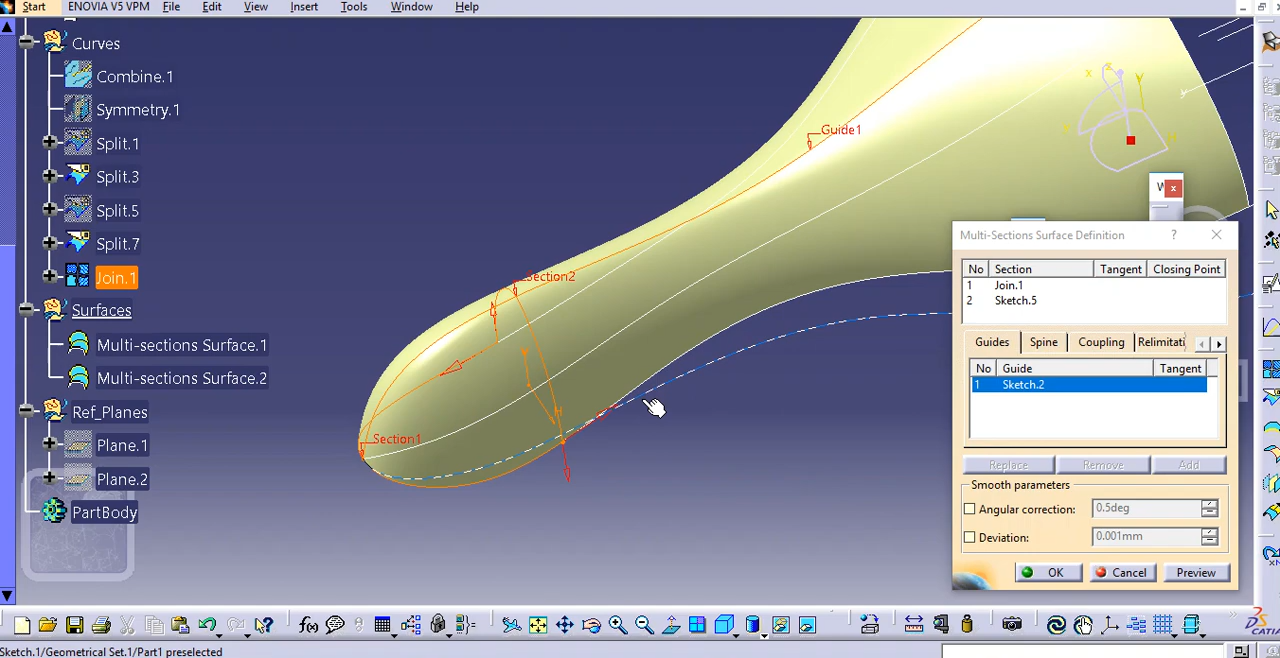 Start ENOVIA V5 VPM File Edit View Insert Tools Window Help
Curves
Combine.1
Symmetry.1
Split.1
Split.3
Split.5
Split.7
Join.1
Surfaces
Multi-sections Surface.1
Multi-sections Surface.2
Ref_Planes
Plane.1
Plane.2
PartBody
Guide1
Section2
Section1
H
y
x
z
Y
Multi-Sections Surface Definition ?
No Section Tangent Closing Point
1 Join.1
2 Sketch.5
Guides Spine Coupling Relimitati
No Guide Tangent
1 Sketch.2
Replace Remove Add
Smooth parameters
Angular correction: 0.5deg
Deviation: 0.001mm
OK Cancel Preview
f(x)
CATIA
Sketch.1/Geometrical Set.1/Part1 preselected